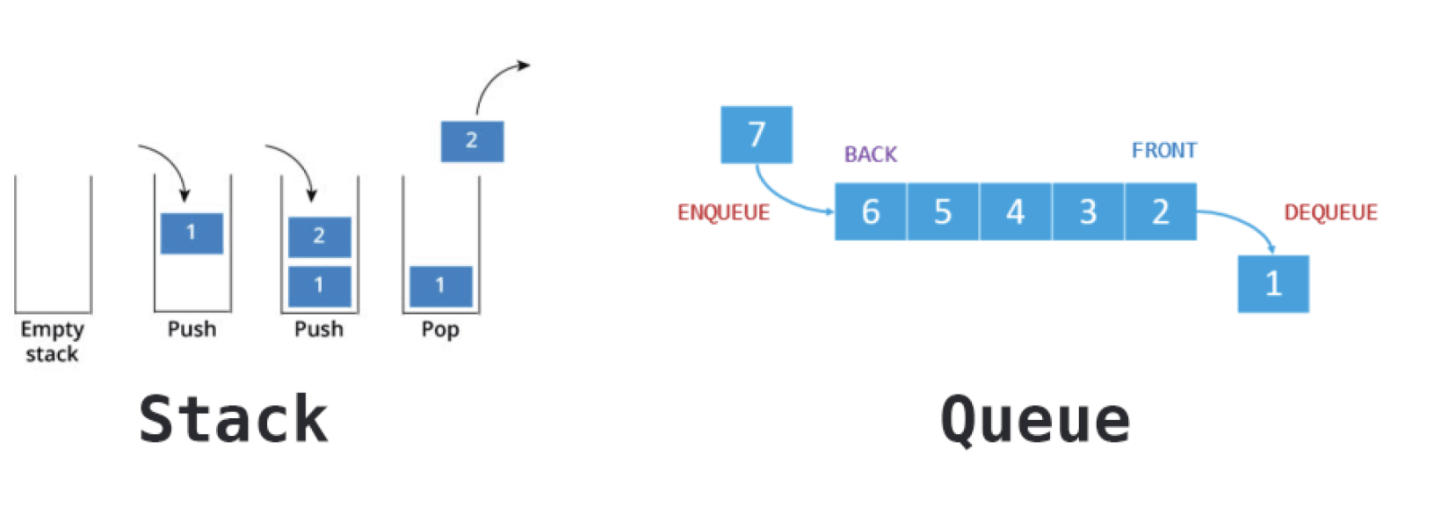 2
1
2
1
1
Empty
stack
Push
Push
Pop
Stack
7
BACK
FRONT
ENQUEUE
6 5 4 3 2
DEQUEUE
1
Queue